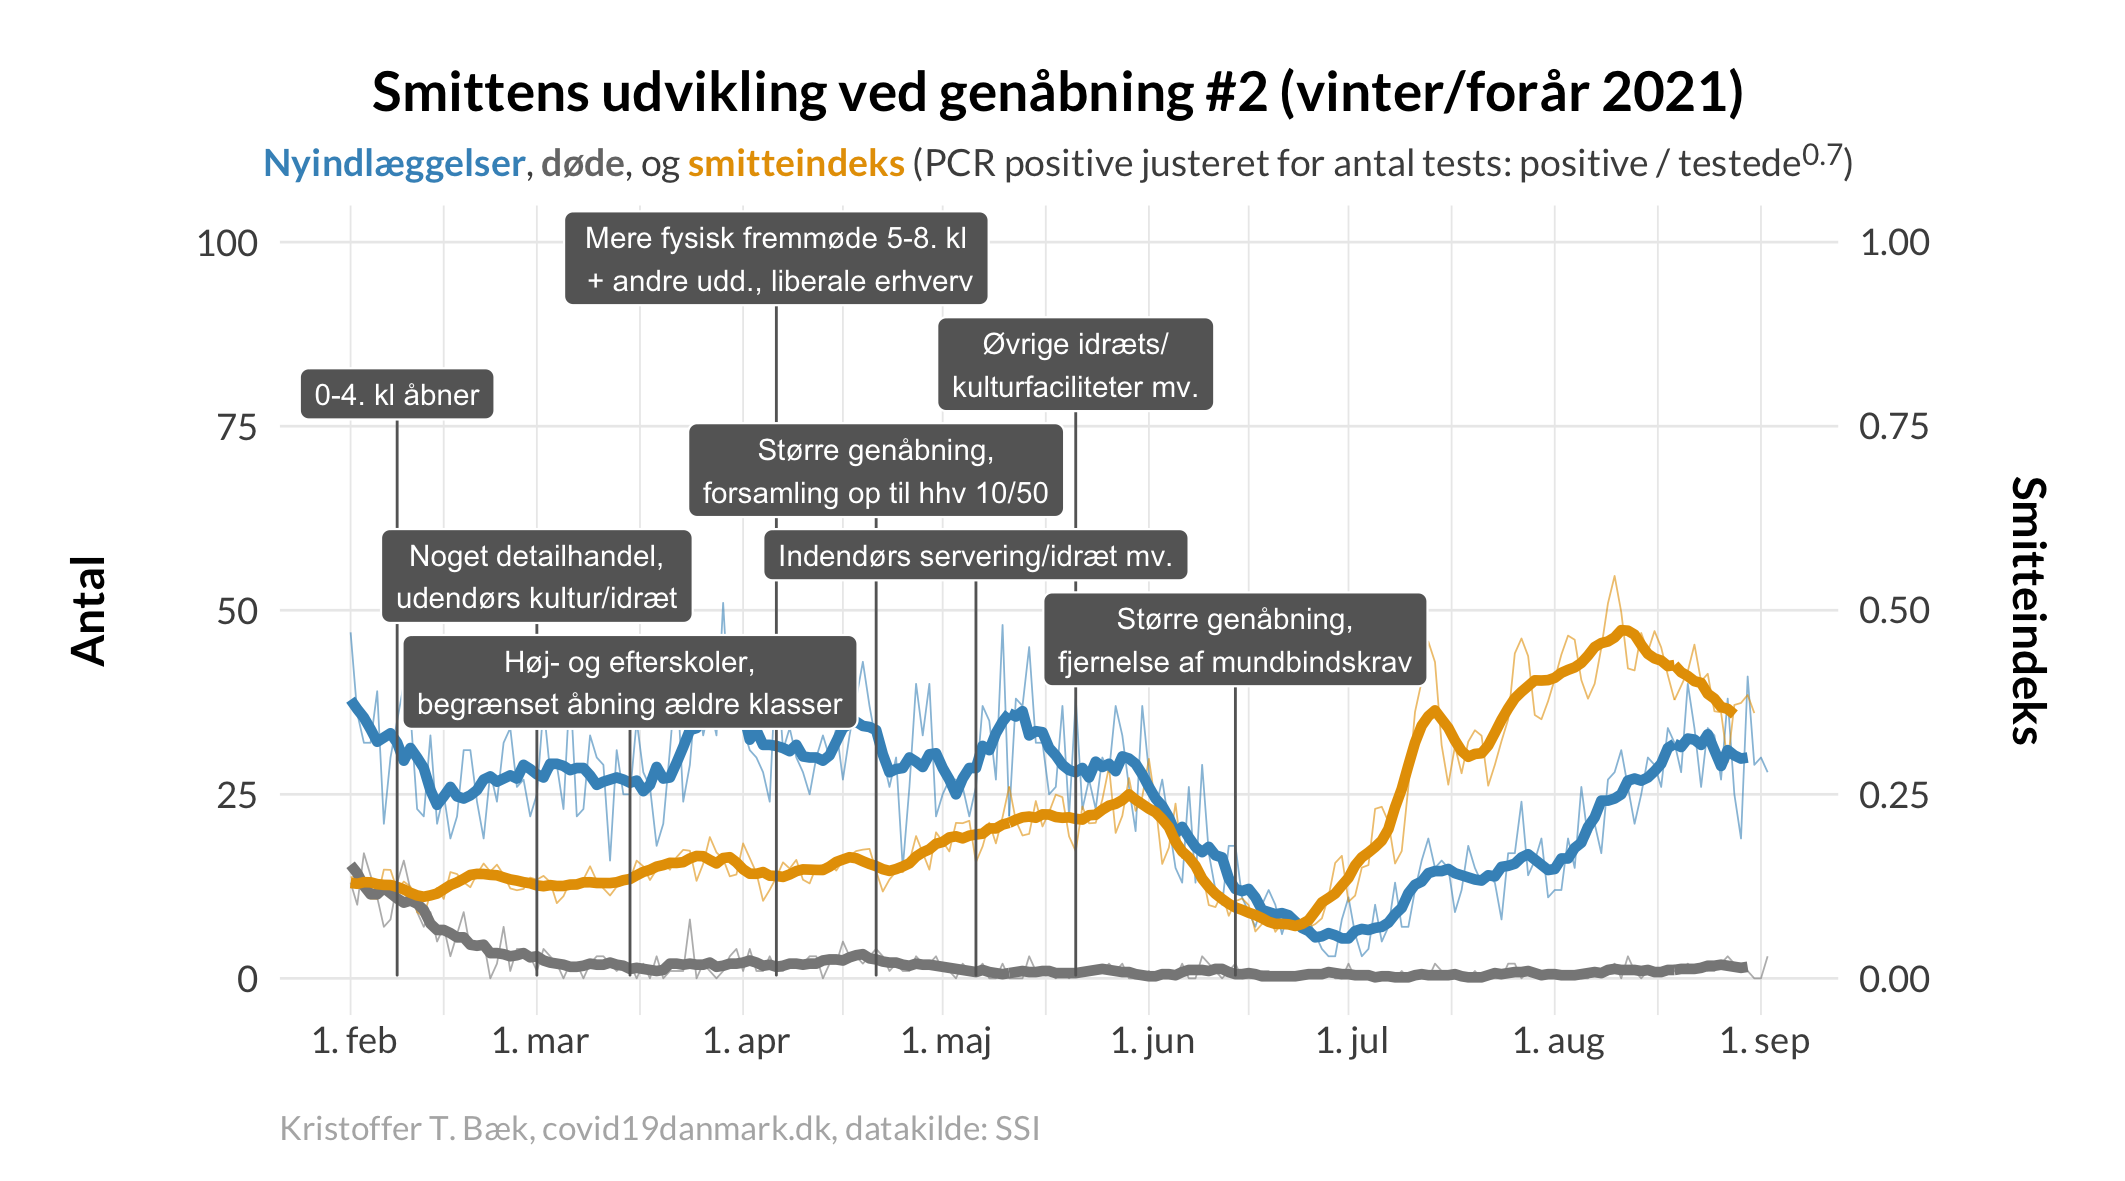 Smittens udvikling ved genåbning #2 (vinter/forår 2021)
Nyindlæggelser, døde, og smitteindeks (PCR positive justeret for antal tests: positive / testede^0.7)
100
75
50
25
0
Antal
1.00
0.75
0.50
0.25
0.00
Smitteindeks
Mere fysisk fremmøde 5-8. kl
+ andre udd., liberale erhverv
Øvrige idræts/
kulturfaciliteter mv.
0-4. kl åbner
Større genåbning,
forsamling op til hhv 10/50
Noget detailhandel,
udendørs kultur/idræt
Indendørs servering/idræt mv.
Større genåbning,
fjernelse af mundbindskrav
Høj- og efterskoler,
begrænset åbning ældre klasser
1. feb
1. mar
1. apr
1. maj
1. jun
1. jul
1. aug
1. sep
Kristoffer T. Bæk, covid19danmark.dk, datakilde: SSI